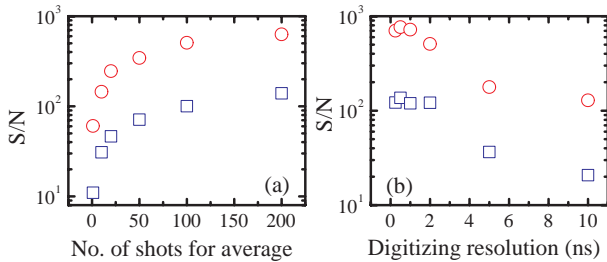 10³
10²
10¹
S/N
(a)
0 50 100 150 200
No. of shots for average
10³
10²
10¹
S/N
(b)
0 2 4 6 8 10
Digitizing resolution (ns)